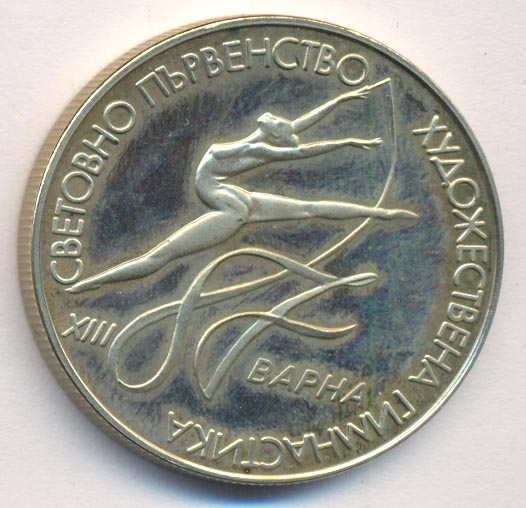 СВЕТОВНО ПЪРВЕНСТВО
ХУДОЖЕСТВЕНА ГИМНАСТИКА
XIII
ВАРНА